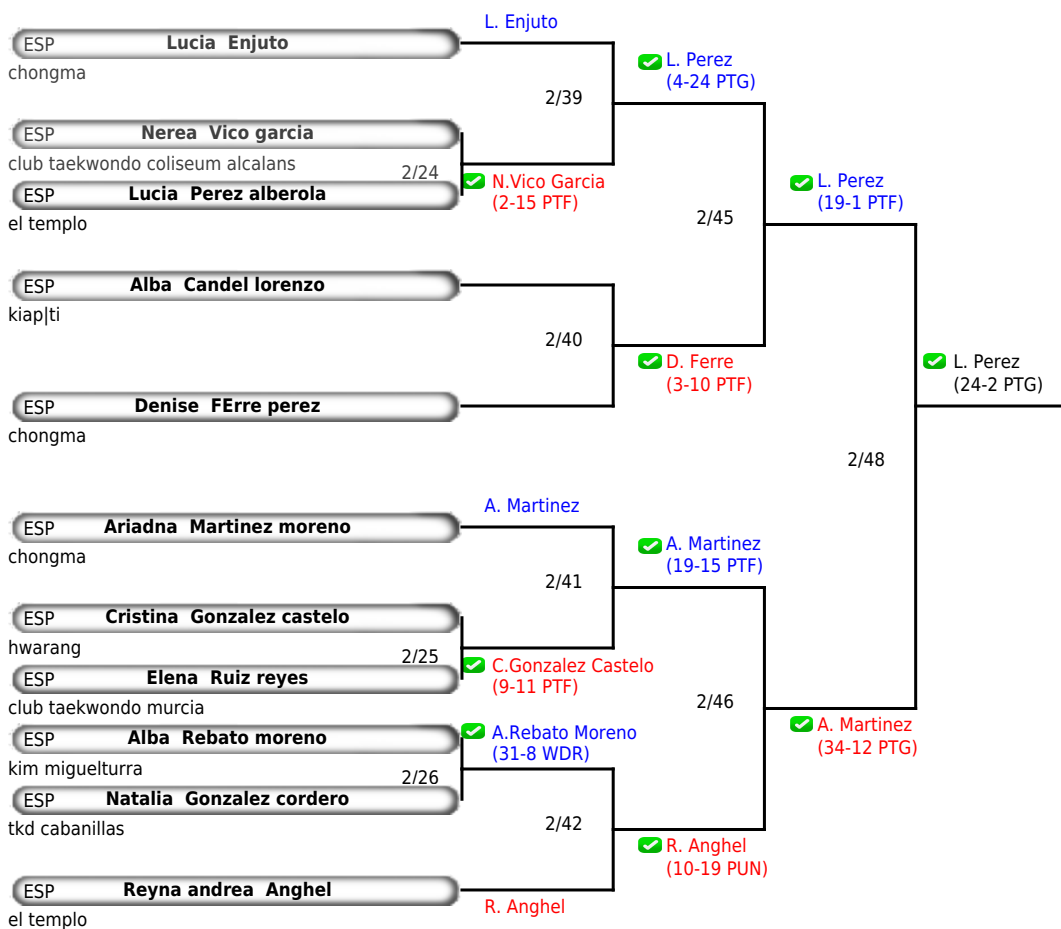 L. Enjuto
ESP Lucia Enjuto
chongma
L. Perez
(4-24 PTG)
2/39
ESP Nerea Vico garcia
club taekwondo coliseum alcalans
2/24
ESP Lucia Perez alberola
el templo
N.Vico Garcia
(2-15 PTF)
L. Perez
(19-1 PTF)
2/45
ESP Alba Candel lorenzo
kiap|ti
2/40
D. Ferre
(3-10 PTF)
L. Perez
(24-2 PTG)
ESP Denise FErre perez
chongma
2/48
A. Martinez
ESP Ariadna Martinez moreno
chongma
A. Martinez
(19-15 PTF)
2/41
ESP Cristina Gonzalez castelo
hwarang
2/25
C.Gonzalez Castelo
(9-11 PTF)
ESP Elena Ruiz reyes
club taekwondo murcia
2/46
A. Martinez
(34-12 PTG)
ESP Alba Rebato moreno
kim miguelturra
A.Rebato Moreno
(31-8 WDR)
2/26
ESP Natalia Gonzalez cordero
tkd cabanillas
2/42
R. Anghel
(10-19 PUN)
ESP Reyna andrea Anghel
R. Anghel
el templo